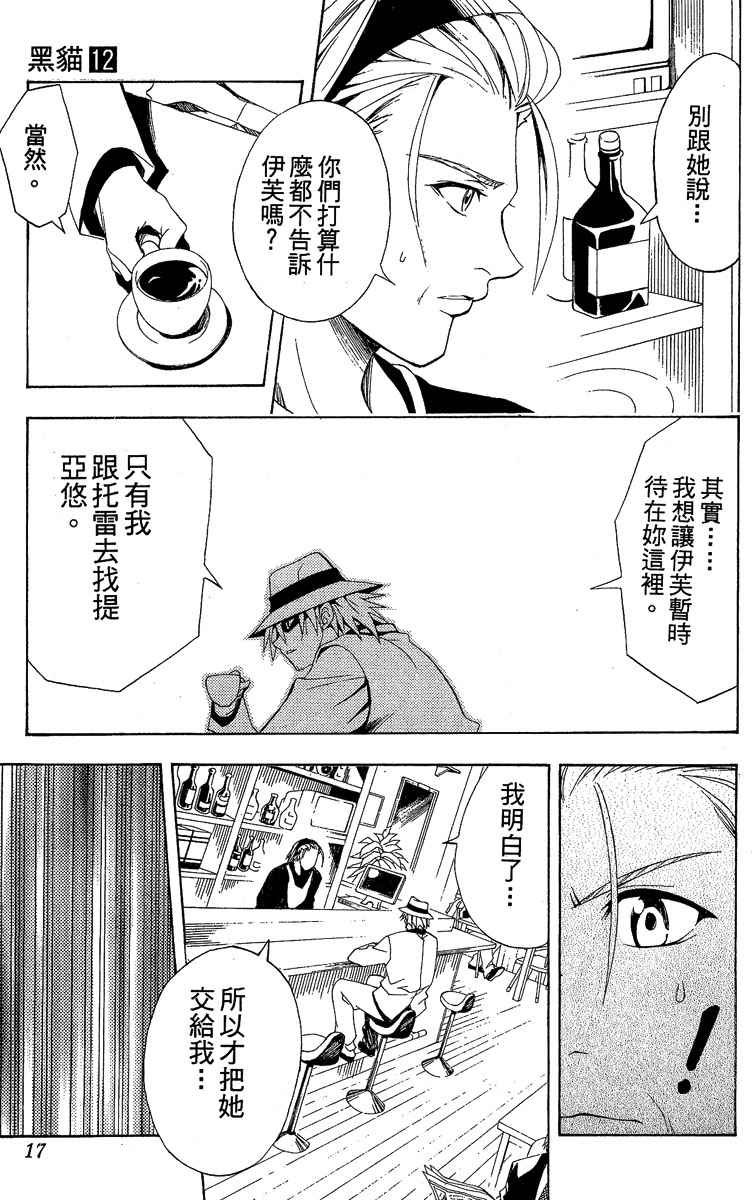 黑貓12
別跟她說…
你們打算什
麼都不告訴
伊芙嗎？
當然。
其實……
我想讓伊芙暫時
待在妳這裡。
只有我
跟托雷去找提
亞悠。
！
我明白了…
所以才把她
交給我…
17